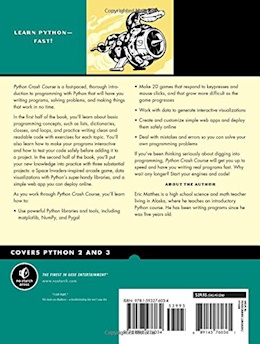 LEARN PYTHON—
FAST!
Python Crash Course is a fast-paced, thorough intro-
duction to programming with Python that will have you
writing programs, solving problems, and making things
that work in no time.
In the first half of the book, you'll learn about basic
programming concepts, such as lists, dictionaries,
classes, and loops, and practice writing clean and
readable code with exercises for each topic. You'll
also learn how to make your programs interactive
and how to test your code safely before adding it to
a project. In the second half of the book, you'll put
your new knowledge into practice with three substantial
projects: a Space Invaders-inspired arcade game, data
visualizations with Python's super-handy libraries, and a
simple web app you can deploy online.
As you work through Python Crash Course, you'll learn
how to:
• Use powerful Python libraries and tools, including
matplotlib, NumPy, and Pygal
• Make 2D games that respond to keypresses and
mouse clicks, and that grow more difficult as the
game progresses
• Work with data to generate interactive visualizations
• Create and customize simple web apps and deploy
them safely online
• Deal with mistakes and errors so you can solve your
own programming problems
If you've been thinking seriously about digging into
programming, Python Crash Course will get you up to
speed and have you writing real programs fast. Why
wait any longer? Start your engines and code!
ABOUT THE AUTHOR
Eric Matthes is a high school science and math teacher
living in Alaska, where he teaches an introductory
Python course. He has been writing programs since he
was five years old.
COVERS PYTHON 2 AND 3
THE FINEST IN GEEK ENTERTAINMENT™
www.nostarch.com
53995